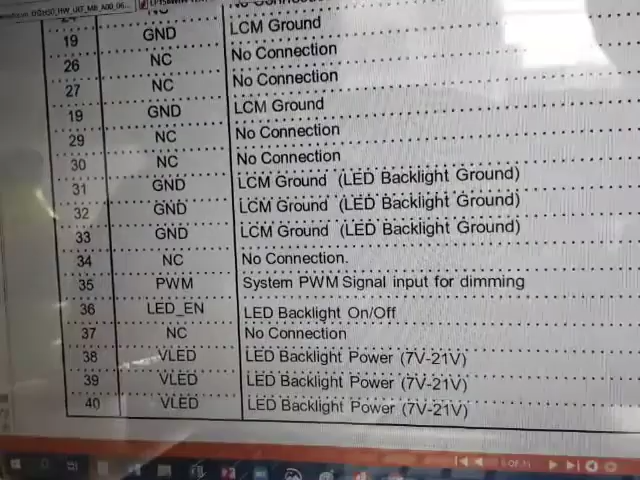 19 GND LCM Ground
26 NC No Connection
27 NC No Connection
19 GND LCM Ground
29 NC No Connection
30 NC No Connection
31 GND LCM Ground (LED Backlight Ground)
32 GND LCM Ground (LED Backlight Ground)
33 GND LCM Ground (LED Backlight Ground)
34 NC No Connection.
35 PWM System PWM Signal input for dimming
36 LED_EN LED Backlight On/Off
37 NC No Connection
38 VLED LED Backlight Power (7V-21V)
39 VLED LED Backlight Power (7V-21V)
40 VLED LED Backlight Power (7V-21V)